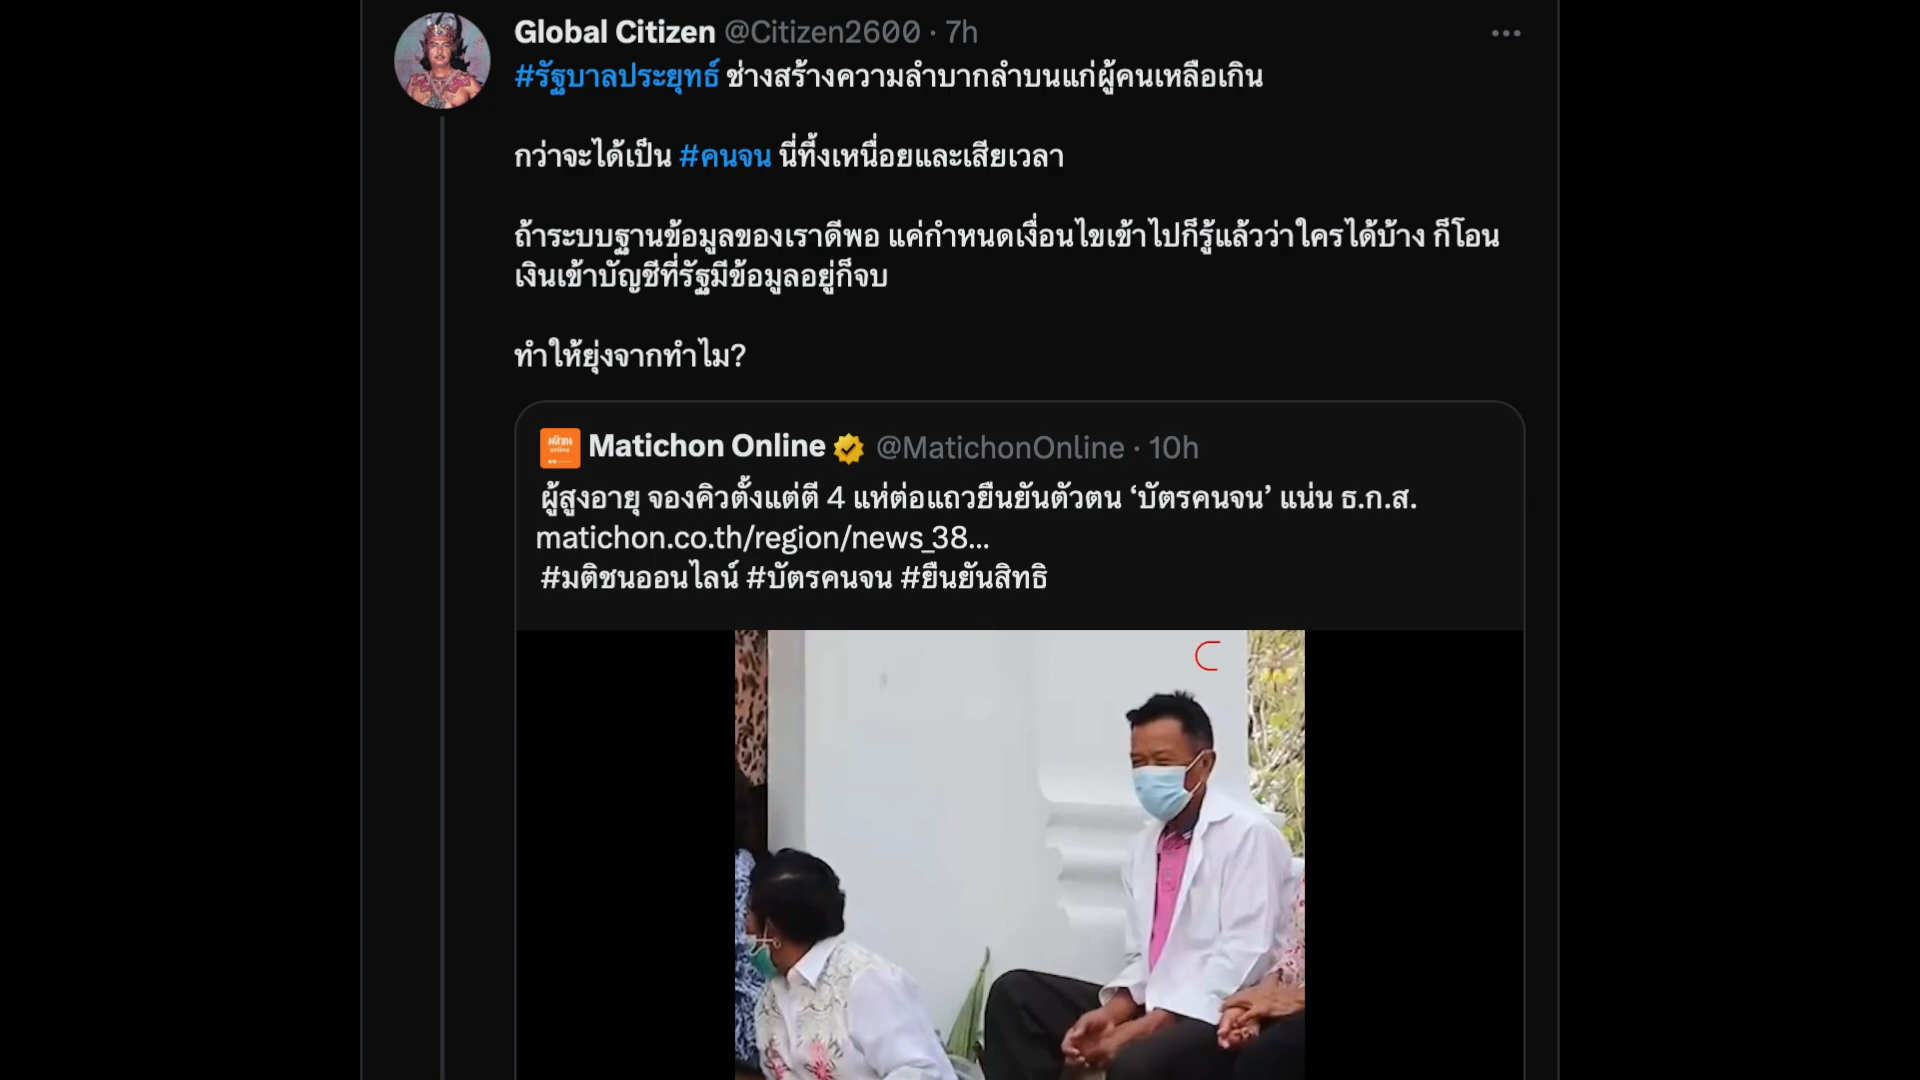 Global Citizen @Citizen2600 · 7h
#รัฐบาลประยุทธ์ ช่างสร้างความลำบากลำบนแก่ผู้คนเหลือเกิน
กว่าจะได้เป็น #คนจน นี่ทั้งเหนื่อยและเสียเวลา
ถ้าระบบฐานข้อมูลของเราดีพอ แค่กำหนดเงื่อนไขเข้าไปก็รู้แล้วว่าใครได้บ้าง ก็โอน
เงินเข้าบัญชีที่รัฐมีข้อมูลอยู่ก็จบ
ทำให้ยุ่งจากทำไม?
มติชน
online
Matichon Online @MatichonOnline · 10h
ผู้สูงอายุ จองคิวตั้งแต่ตี 4 แห่ต่อแถวยืนยันตัวตน ‘บัตรคนจน’ แน่น ธ.ก.ส.
matichon.co.th/region/news_38…
#มติชนออนไลน์ #บัตรคนจน #ยืนยันสิทธิ